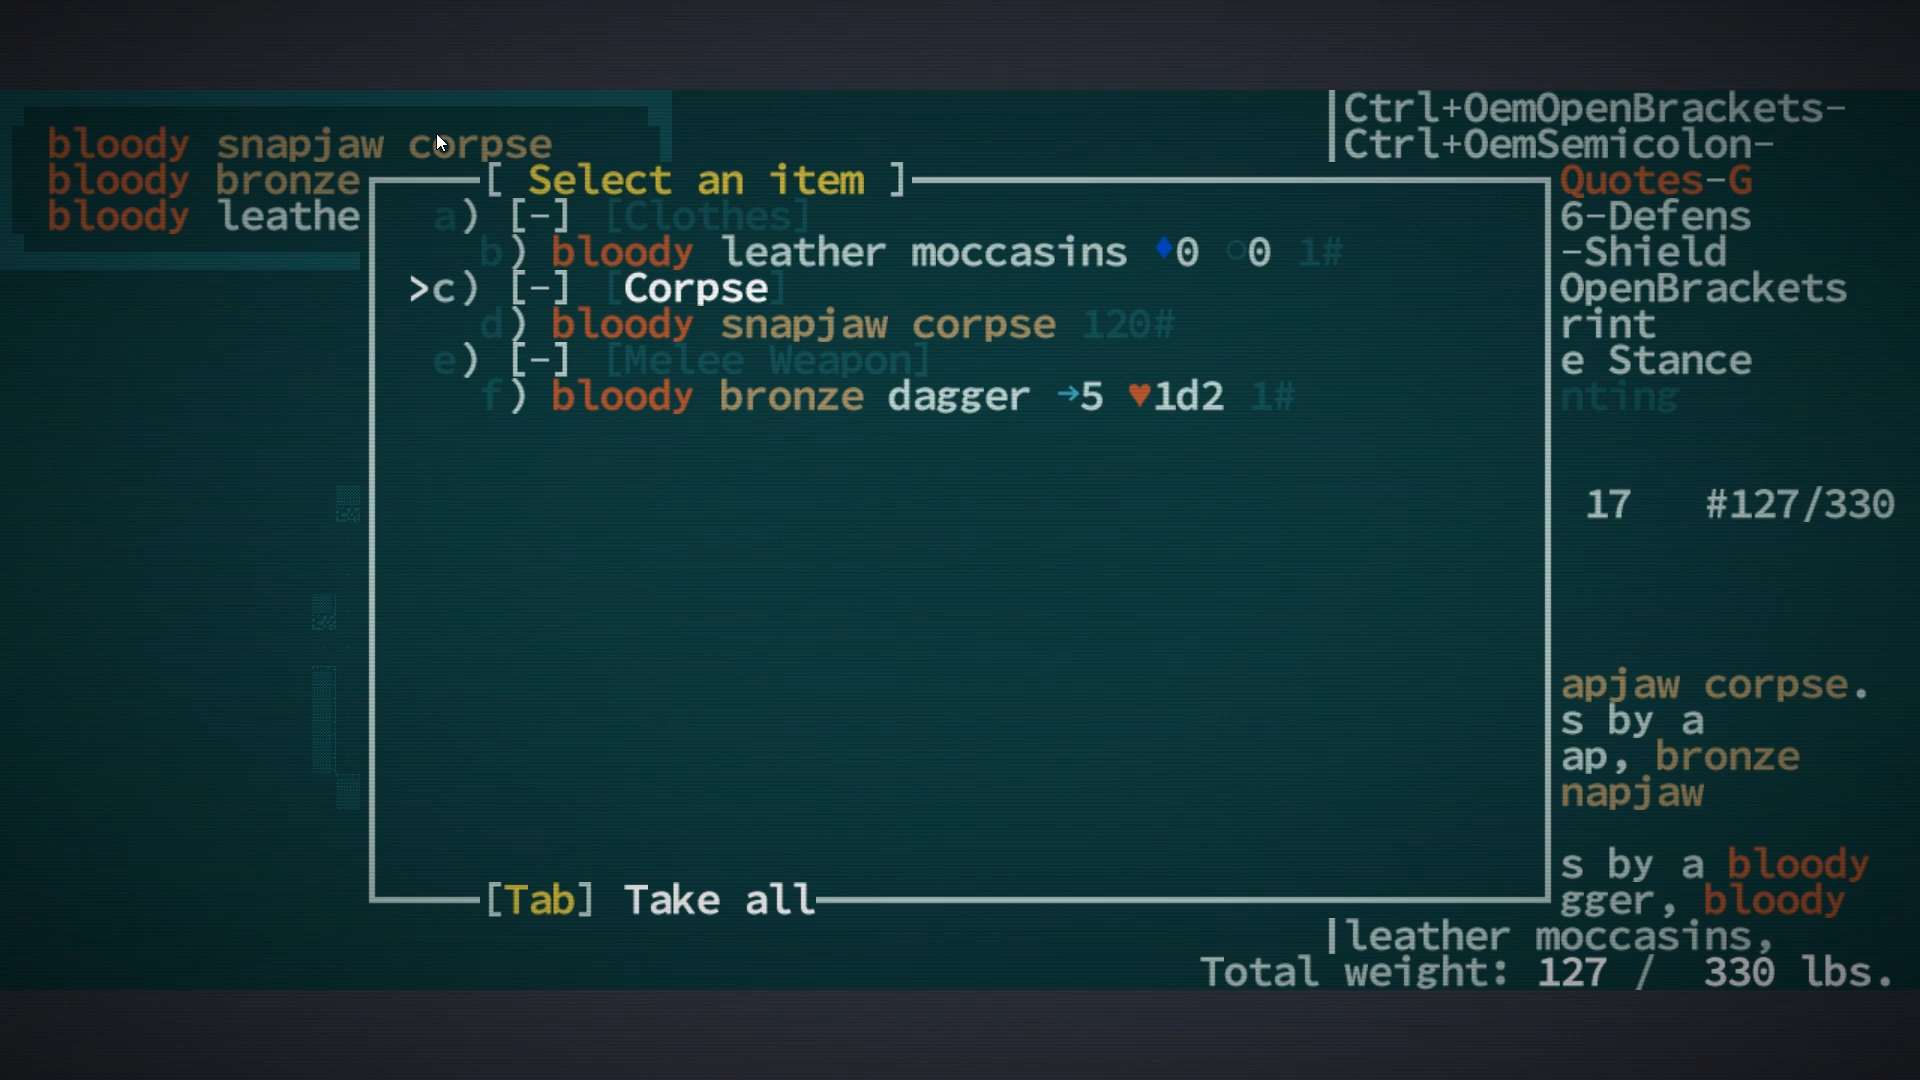 |Ctrl+OemOpenBrackets-
bloody snapjaw corpse |Ctrl+OemSemicolon-
bloody bronze [ Select an item ] Quotes-G
bloody leathe a) [-] [Clothes] 6-Defens
b) bloody leather moccasins ♦0 ○0 1# -Shield
>c) [-] [Corpse] OpenBrackets
d) bloody snapjaw corpse 120# rint
e) [-] [Melee Weapon] e Stance
f) bloody bronze dagger →5 ♥1d2 1# nting
17 #127/330
apjaw corpse.
s by a
ap, bronze
napjaw
s by a bloody
[Tab] Take all gger, bloody
|leather moccasins,
Total weight: 127 / 330 lbs.